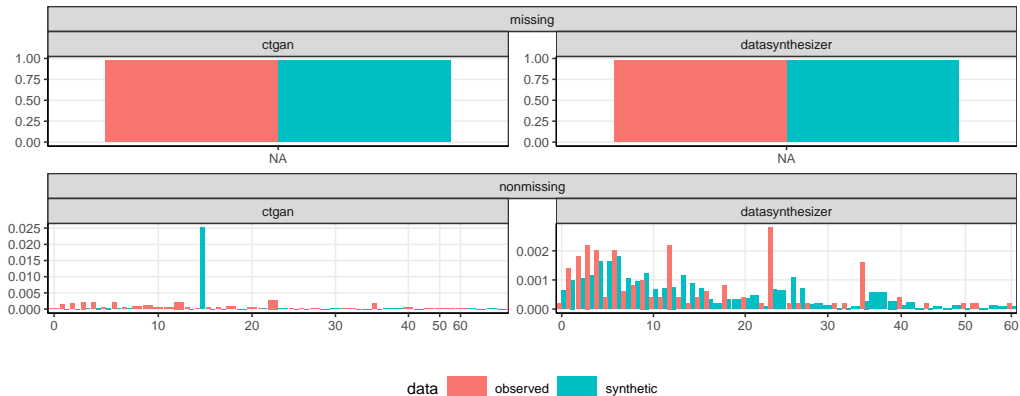 missing
ctgan
datasynthesizer
1.00
0.75
0.50
0.25
0.00
NA
1.00
0.75
0.50
0.25
0.00
NA
nonmissing
ctgan
datasynthesizer
0.025
0.020
0.015
0.010
0.005
0.000
0 10 20 30 40 50 60
0.002
0.001
0.000
0 10 20 30 40 50 60
data observed synthetic